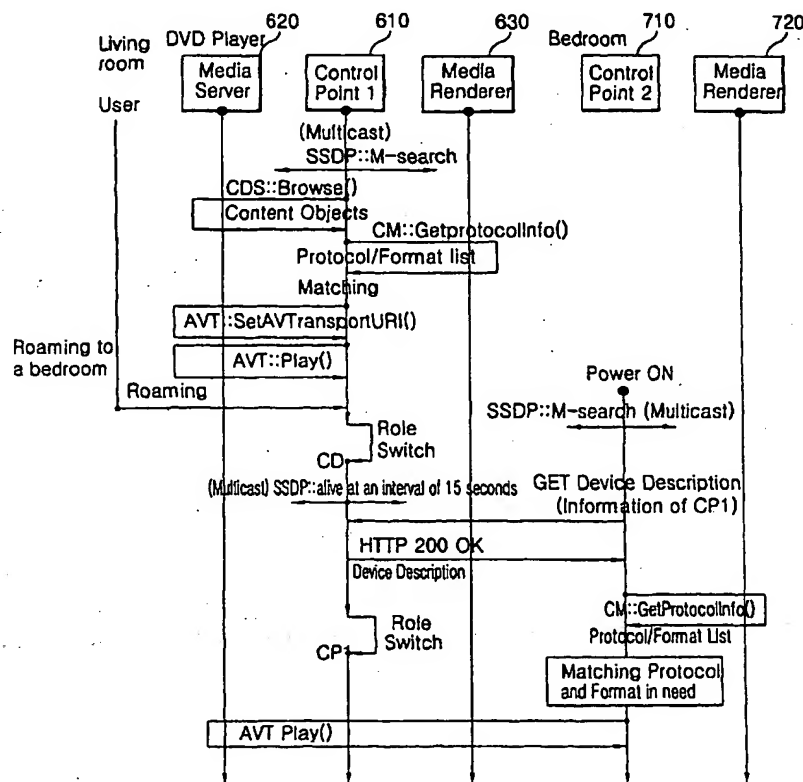 620
610
630
710
720
Living room
DVD Player
Bedroom
Media Server
Control Point 1
Media Renderer
Control Point 2
Media Renderer
User
(Multicast)
SSDP::M-search
CDS::Browse()
Content Objects
CM::GetprotocolInfo()
Protocol/Format list
Matching
AVT::SetAVTransportURI()
Roaming to a bedroom
AVT::Play()
Power ON
Roaming
SSDP::M-search (Multicast)
Role Switch
CD
(Multicast) SSDP::alive at an interval of 15 seconds
GET Device Description
(Information of CP1)
HTTP 200 OK
Device Description
CM::GetProtocolInfo()
Role Switch
Protocol/Format List
CP1
Matching Protocol
and Format in need
AVT Play()